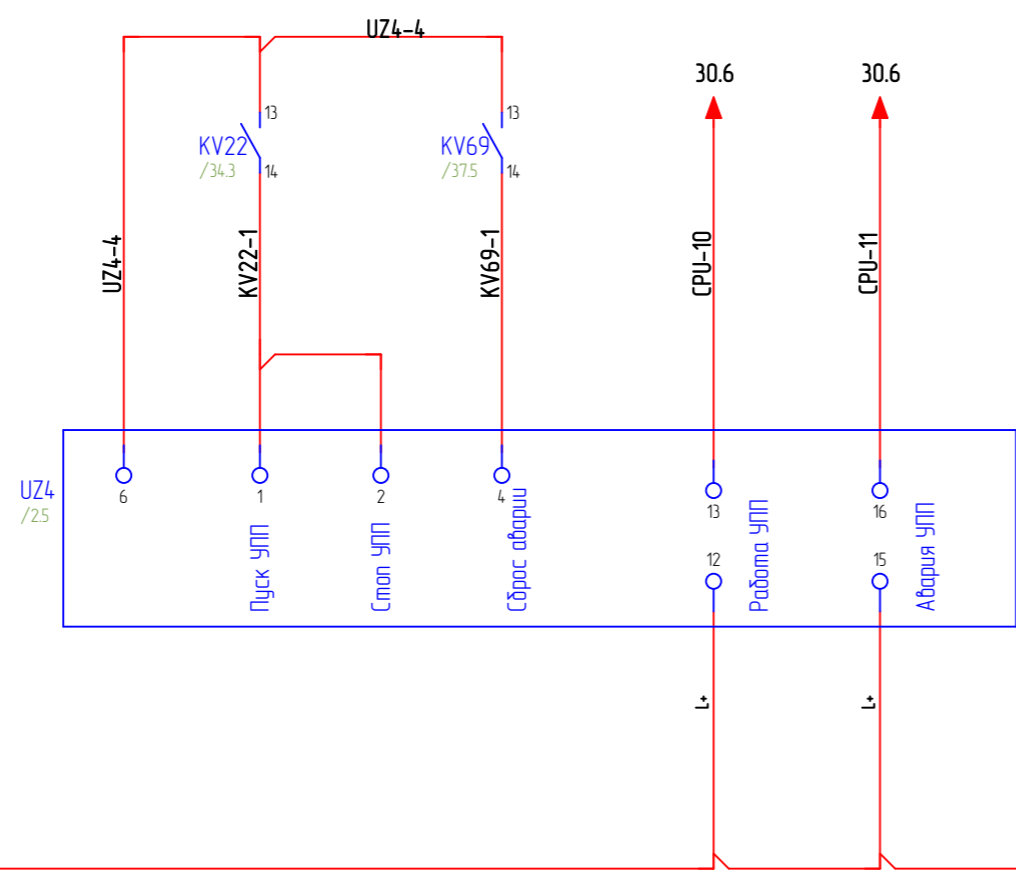 UZ4-4
30.6
30.6
13
13
KV22
/34.3
14
KV69
/37.5
14
UZ4-4
KV22-1
KV69-1
CPU-10
CPU-11
UZ4
/2.5
6
1
2
4
13
16
Пуск УПП
Стоп УПП
Сброс аварии
12
Работа УПП
15
Авария УПП
L+
L+